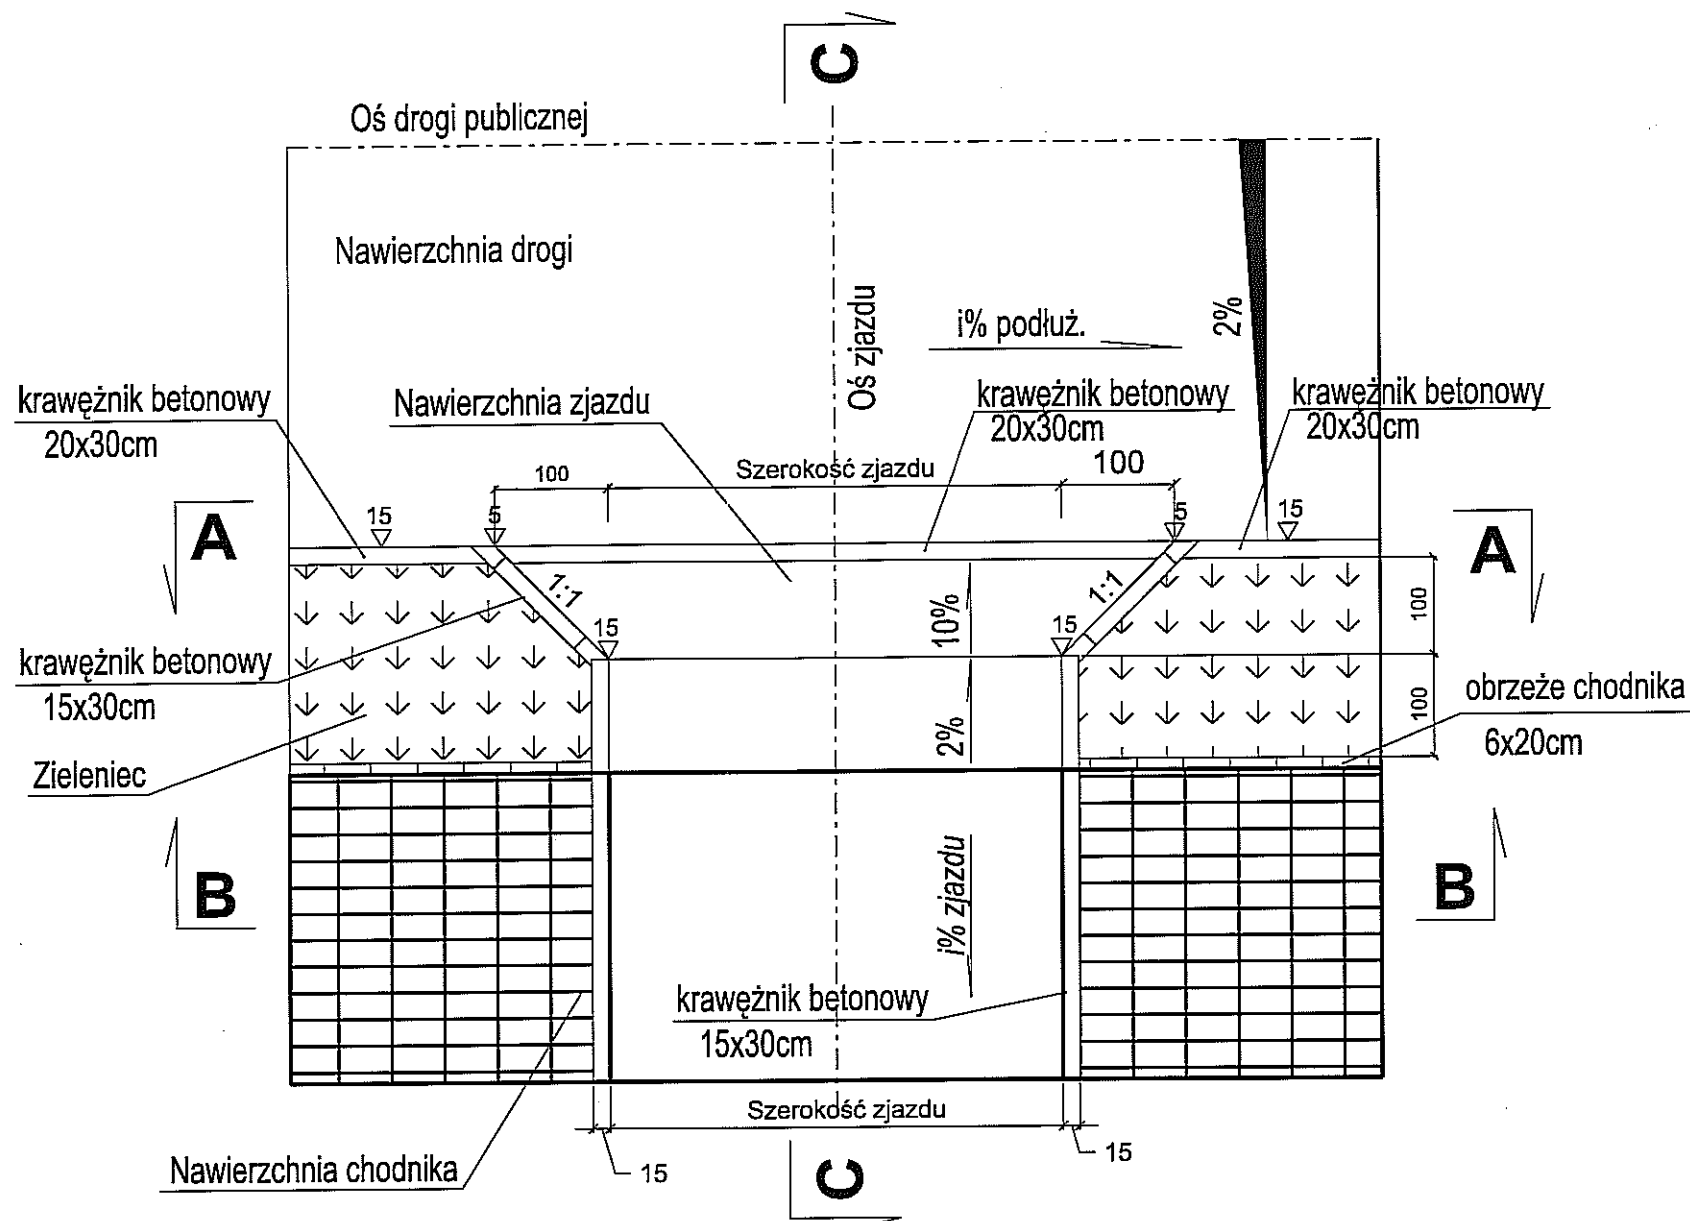 C
Oś drogi publicznej
Nawierzchnia drogi
Oś zjazdu
i% podłuż.
2%
krawężnik betonowy
20x30cm
Nawierzchnia zjazdu
krawężnik betonowy
20x30cm
krawężnik betonowy
20x30cm
100
Szerokość zjazdu
100
A
15
5
5
15
A
1:1
1:1
15
15
10%
100
krawężnik betonowy
15x30cm
2%
100
obrzeże chodnika
6x20cm
Zieleniec
B
i% zjazdu
B
krawężnik betonowy
15x30cm
Szerokość zjazdu
15
15
Nawierzchnia chodnika
C